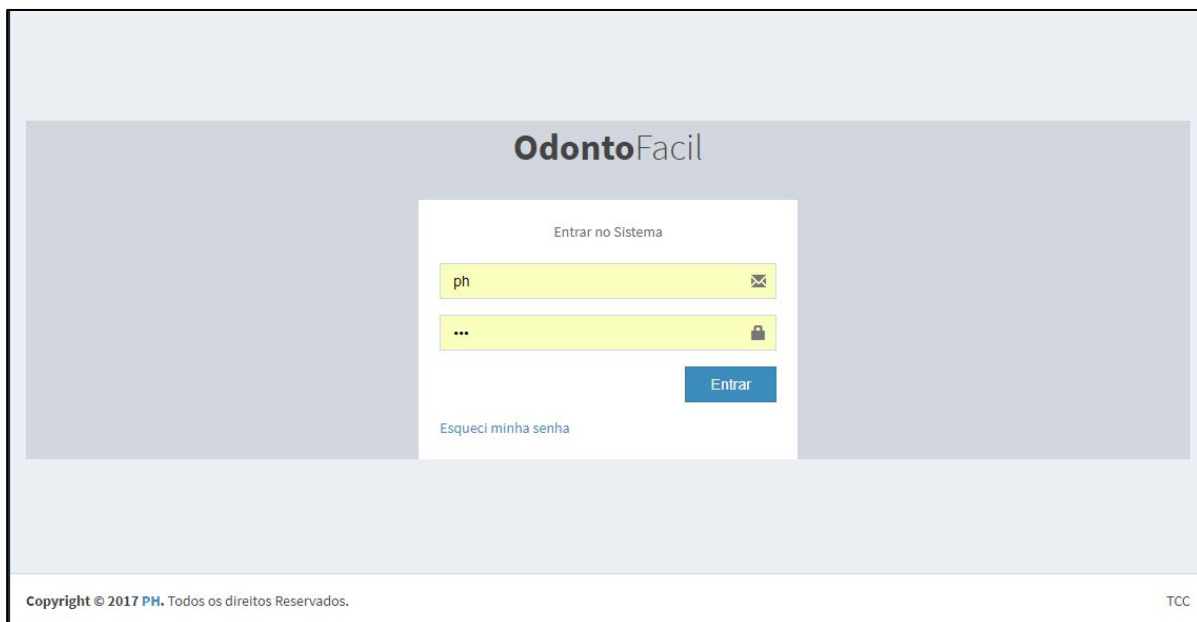 OdontoFacil
Entrar no Sistema
ph
•••
Entrar
Esqueci minha senha
Copyright © 2017 PH. Todos os direitos Reservados.
TCC